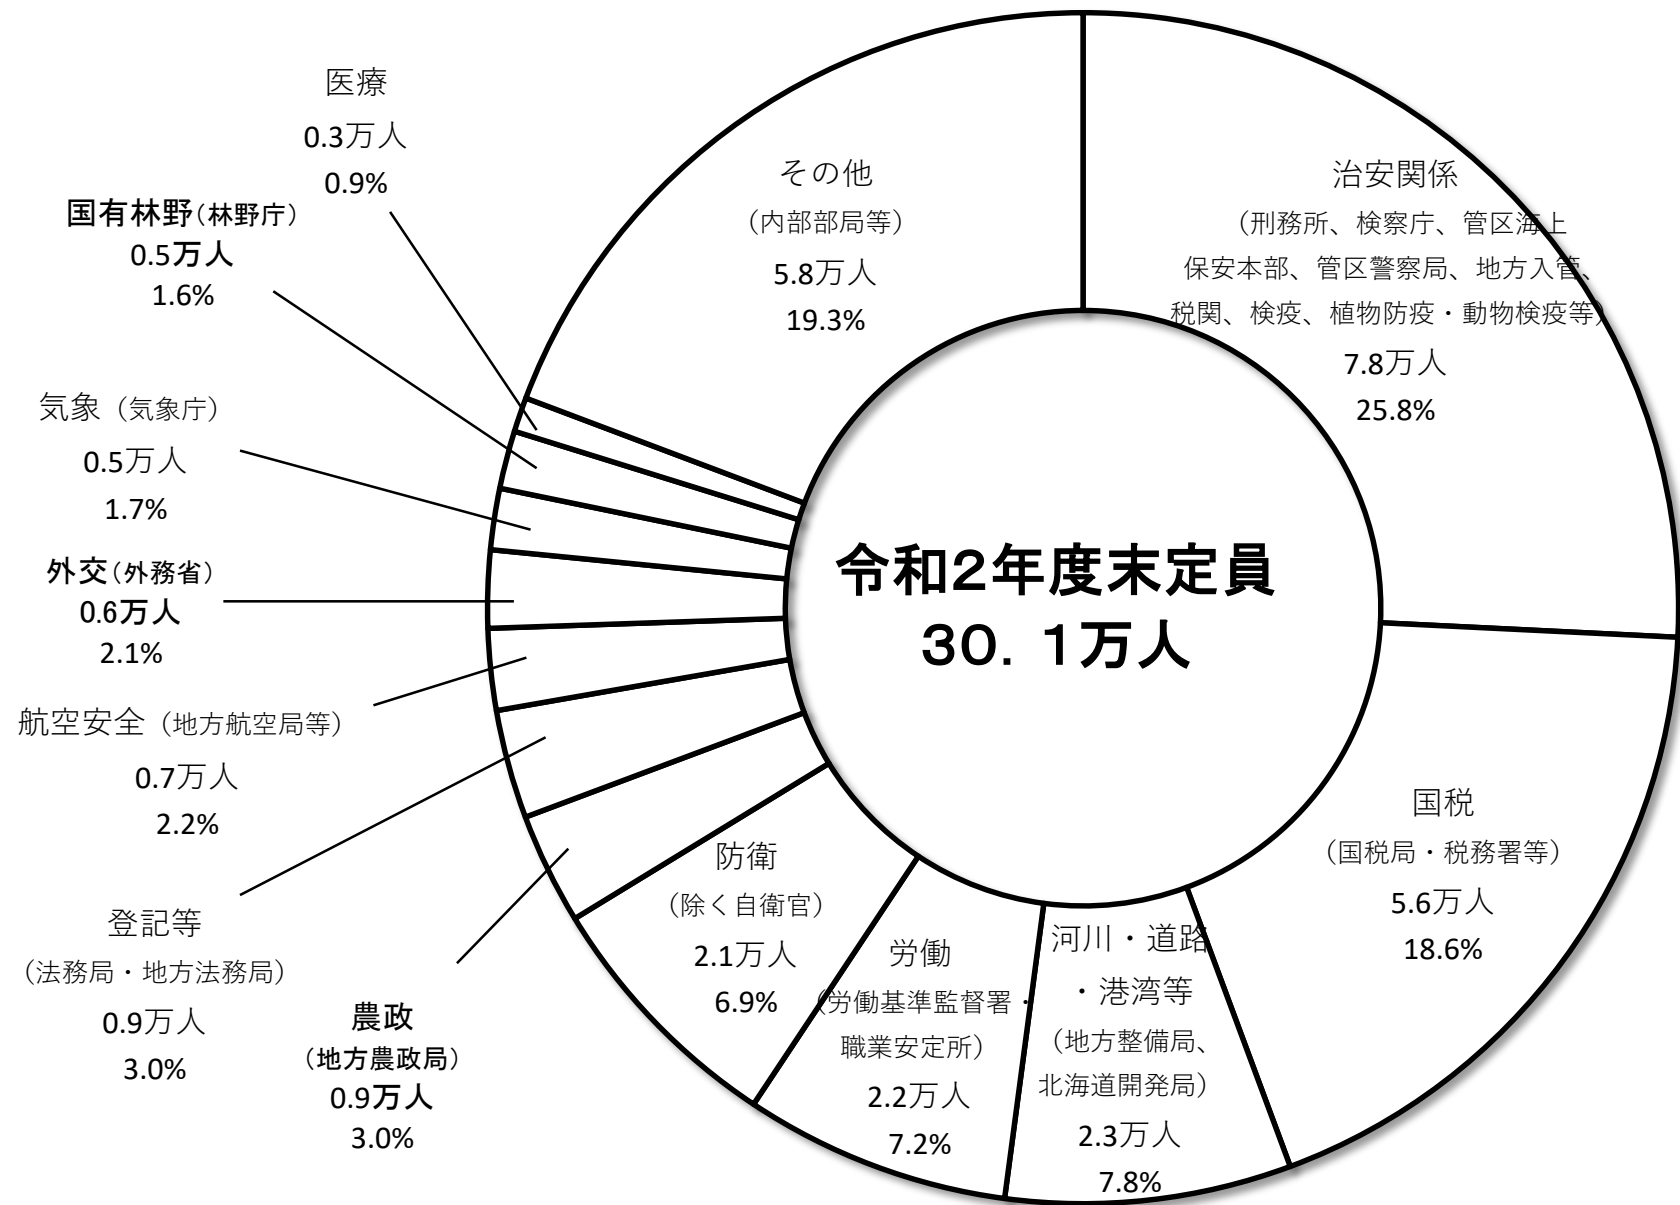 治安関係
（刑務所、検察庁、管区海上
保安本部、管区警察局、地方入管、
税関、検疫、植物防疫・動物検疫等）
7.8万人
25.8%
国税
（国税局・税務署等）
5.6万人
18.6%
河川・道路
・港湾等
（地方整備局、
北海道開発局）
2.3万人
7.8%
労働
（労働基準監督署・
職業安定所）
2.2万人
7.2%
防衛
（除く自衛官）
2.1万人
6.9%
農政
（地方農政局）
0.9万人
3.0%
登記等
（法務局・地方法務局）
0.9万人
3.0%
航空安全（地方航空局等）
0.7万人
2.2%
外交（外務省）
0.6万人
2.1%
気象（気象庁）
0.5万人
1.7%
国有林野（林野庁）
0.5万人
1.6%
医療
0.3万人
0.9%
その他
（内部部局等）
5.8万人
19.3%
令和２年度末定員
３０．１万人